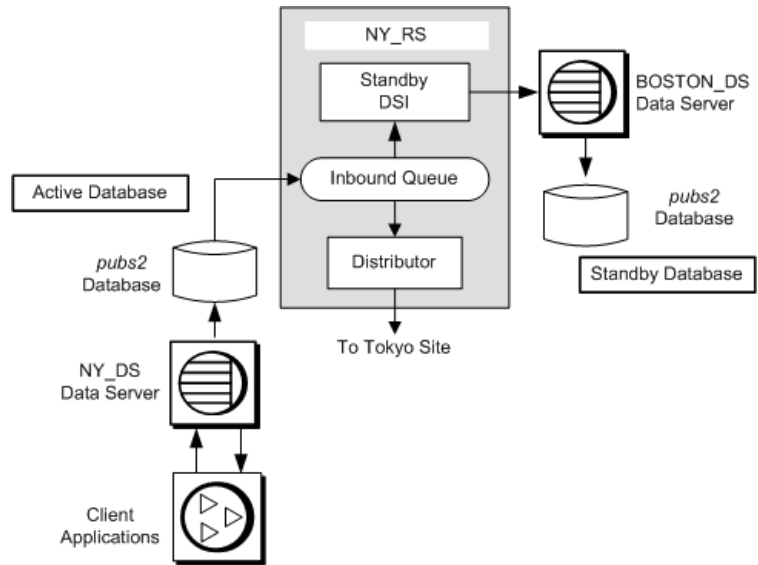 NY_RS
Standby
DSI
BOSTON_DS
Data Server
Inbound Queue
Active Database
pubs2
Database
pubs2
Database
Distributor
Standby Database
To Tokyo Site
NY_DS
Data Server
Client
Applications